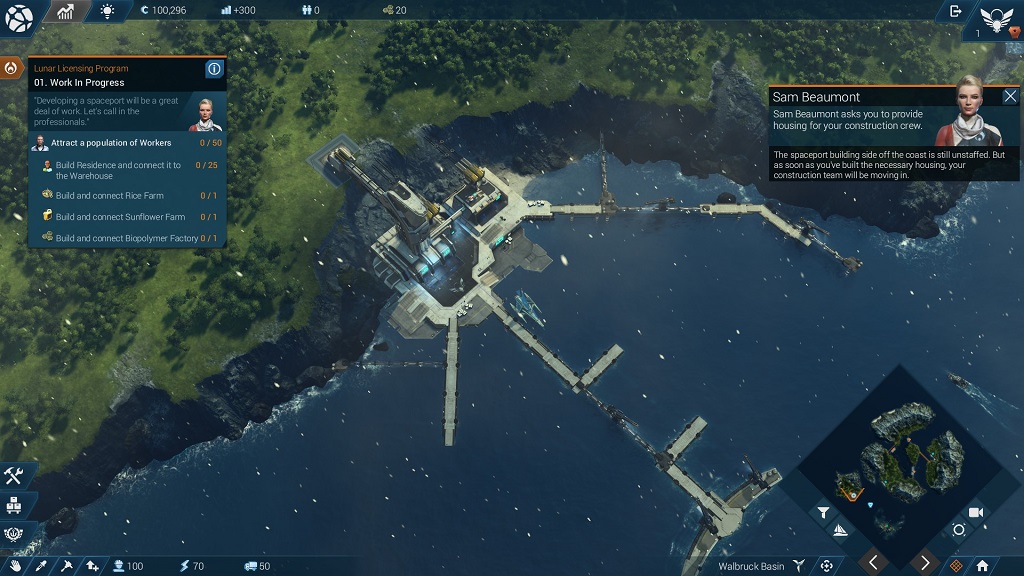 100,296
+300
0
20
1
Lunar Licensing Program
01. Work In Progress
"Developing a spaceport will be a great
deal of work. Let's call in the
professionals."
Attract a population of Workers 0 / 50
Build Residence and connect it to 0 / 25
the Warehouse
Build and connect Rice Farm 0 / 1
Build and connect Sunflower Farm 0 / 1
Build and connect Biopolymer Factory 0 / 1
Sam Beaumont
Sam Beaumont asks you to provide
housing for your construction crew.
The spaceport building side off the coast is still unstaffed. But
as soon as you've built the necessary housing, your
construction team will be moving in.
100
70
50
Walbruck Basin